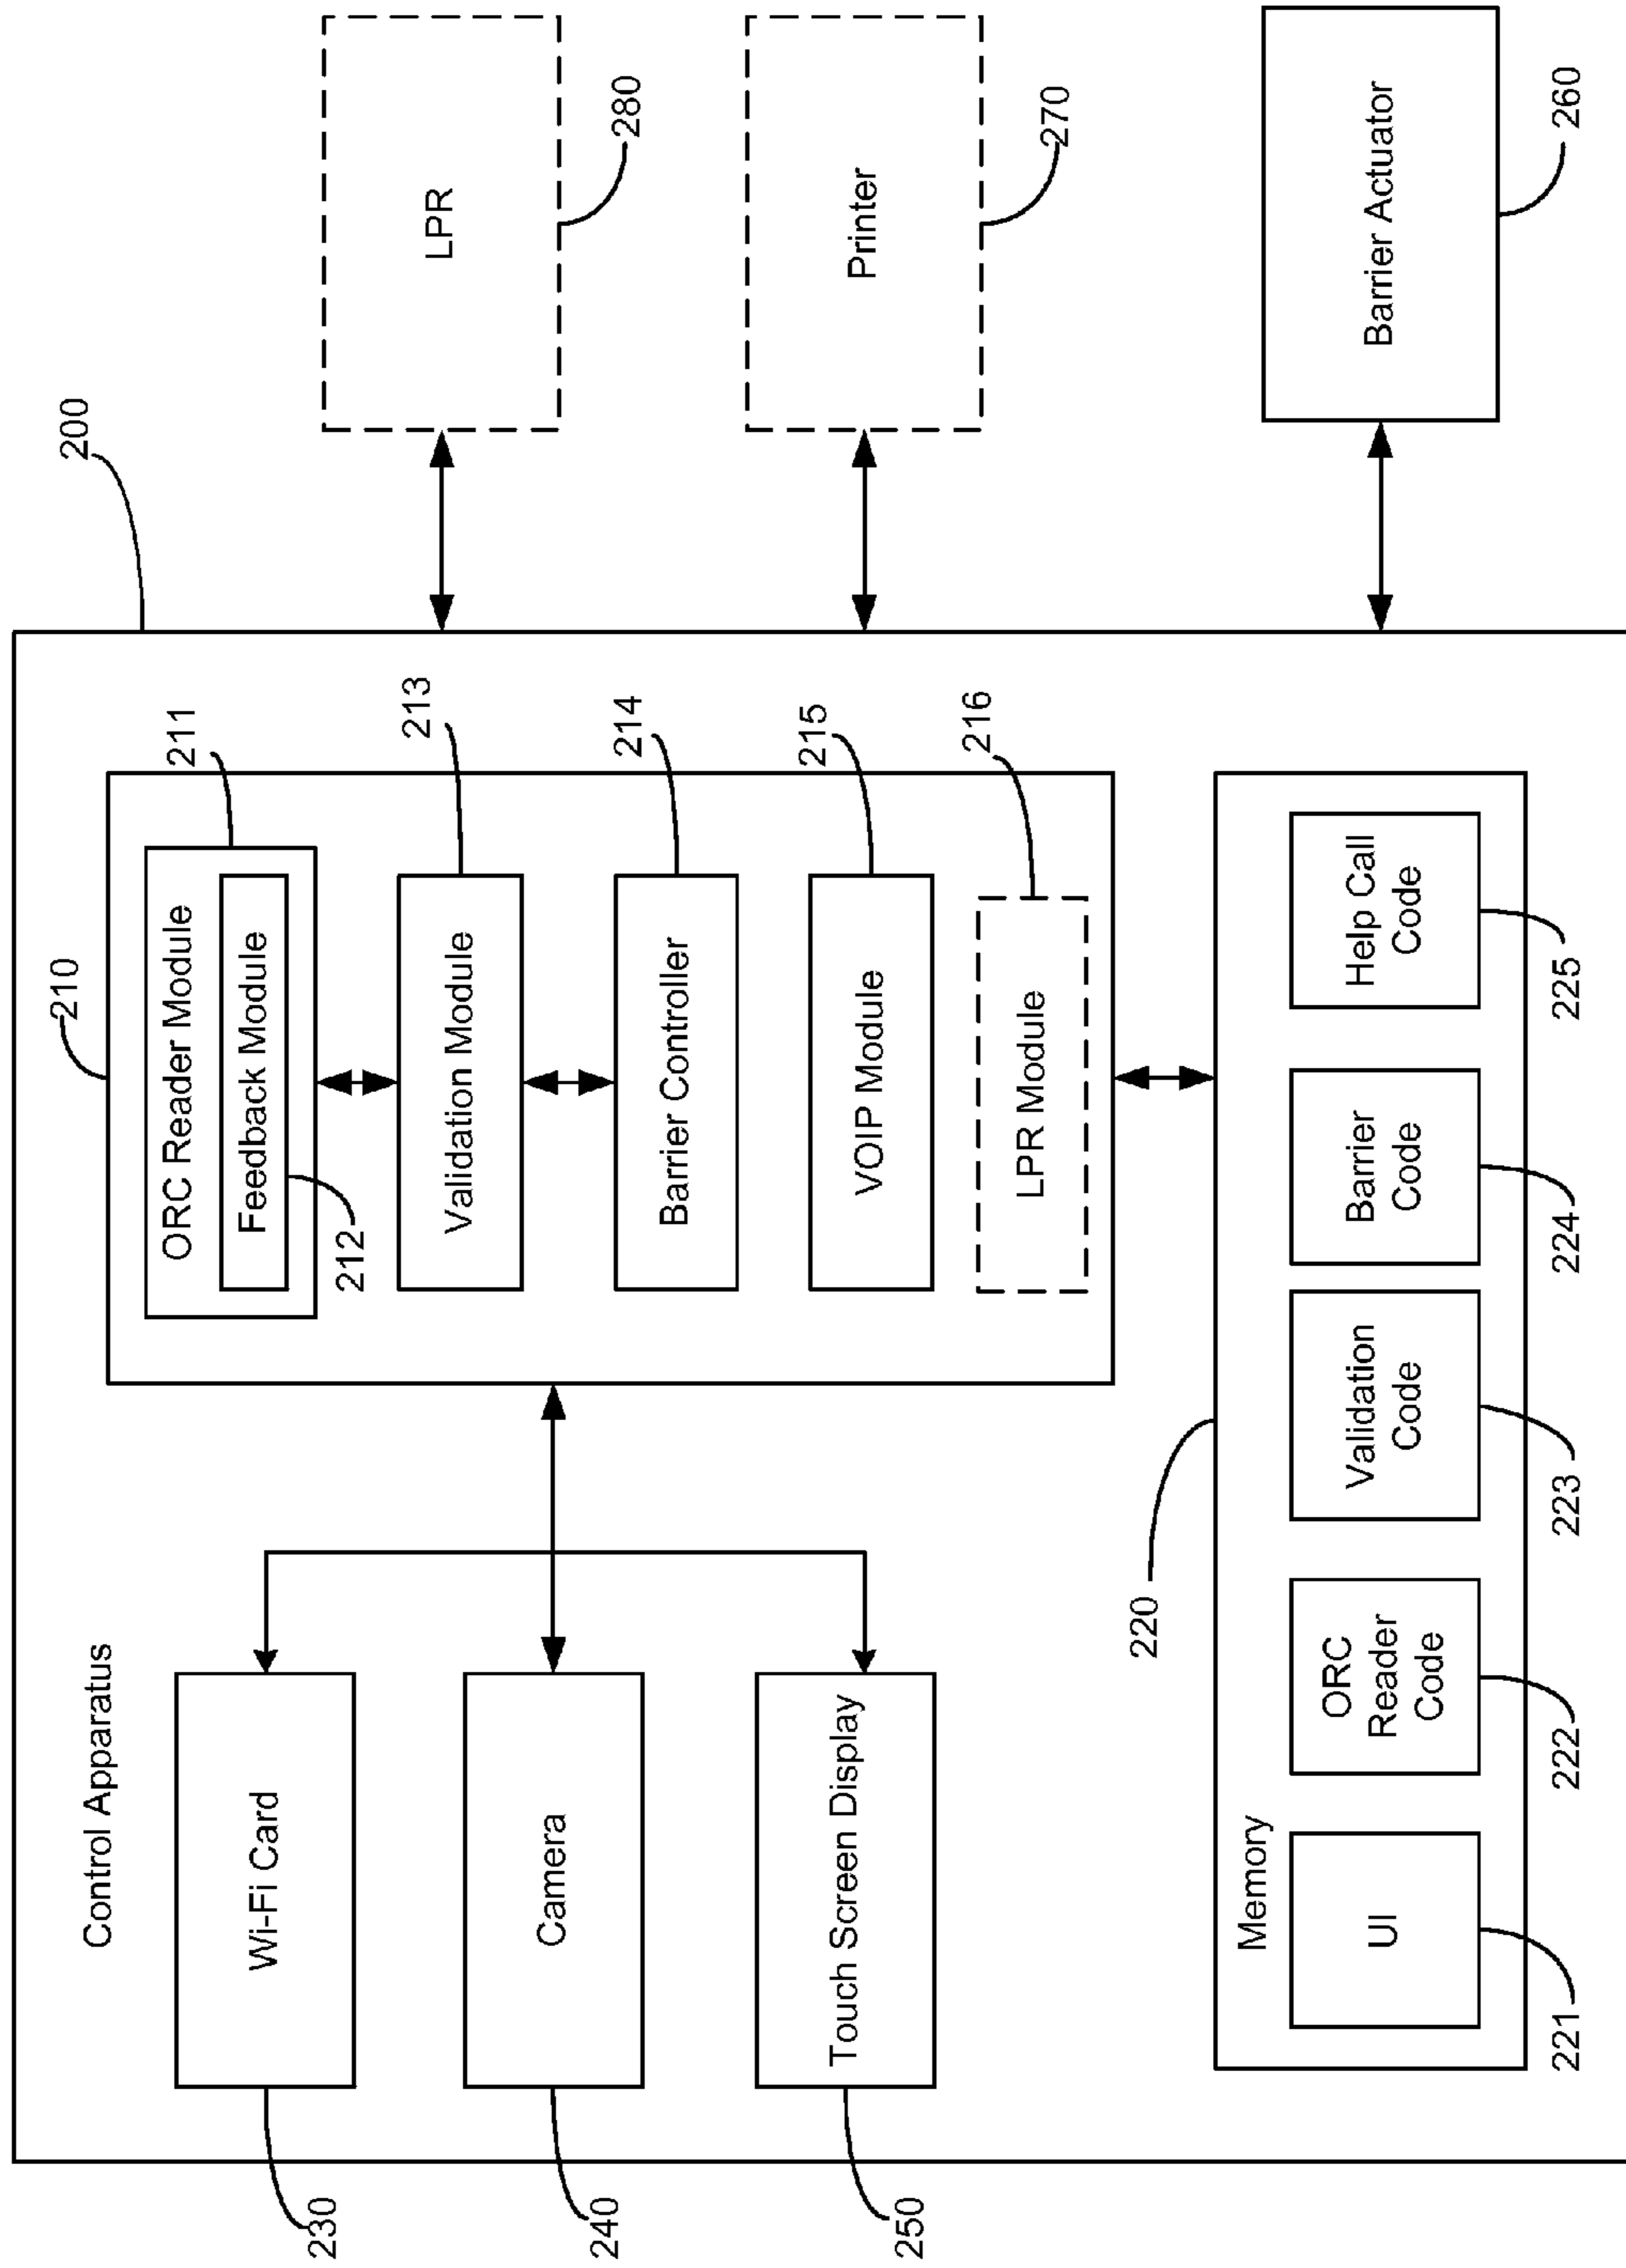 200
Control Apparatus
230
Wi-Fi Card
240
Camera
250
Touch Screen Display
210
ORC Reader Module
211
Feedback Module
212
Validation Module
213
Barrier Controller
214
VOIP Module
215
LPR Module
216
LPR
280
Printer
270
Barrier Actuator
260
220
Memory
UI
221
ORC
Reader
Code
222
Validation
Code
223
Barrier
Code
224
Help Call
Code
225